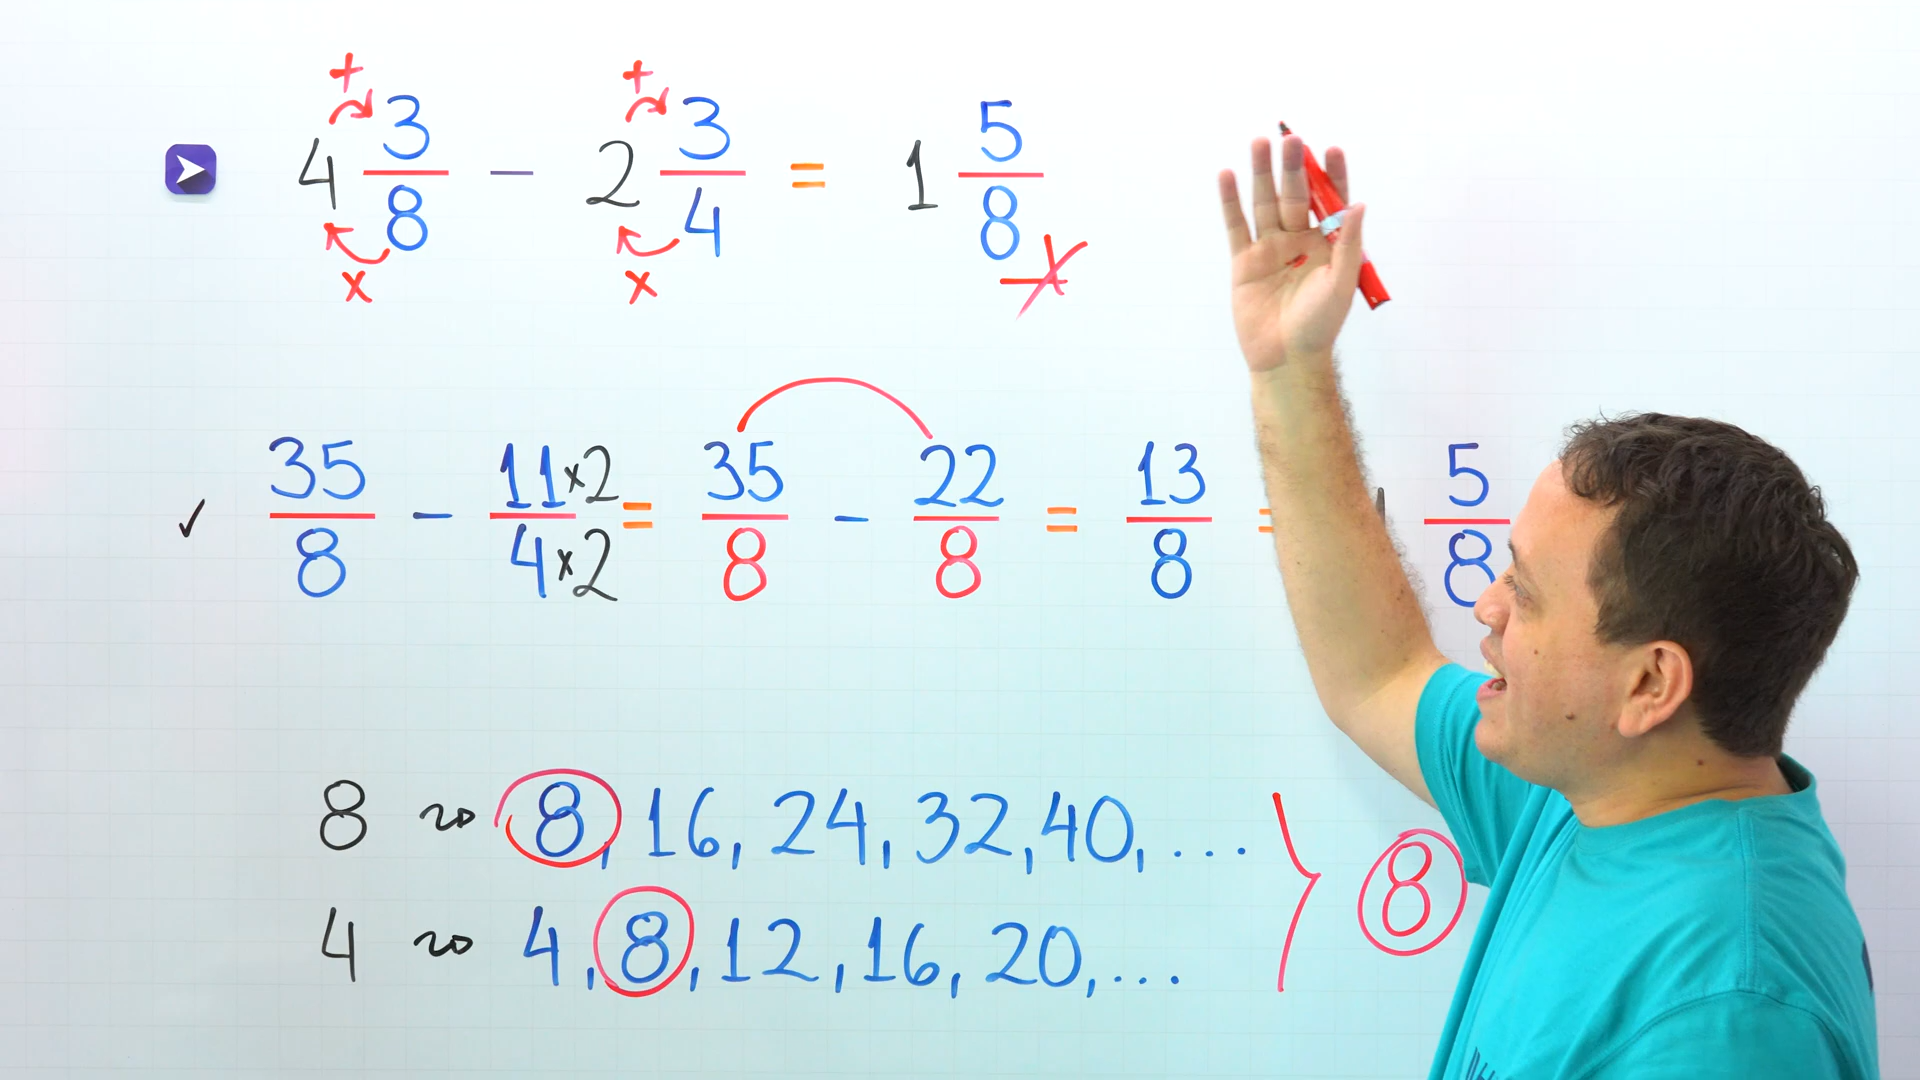 + +
4 3/8 − 2 3/4 = 1 5/8
x x
✓ 35/8 − 11×2/4×2 = 35/8 − 22/8 = 13/8 = 5/8
8 ~> 8, 16, 24, 32, 40, ... 8
4 ~> 4, 8, 12, 16, 20, ...